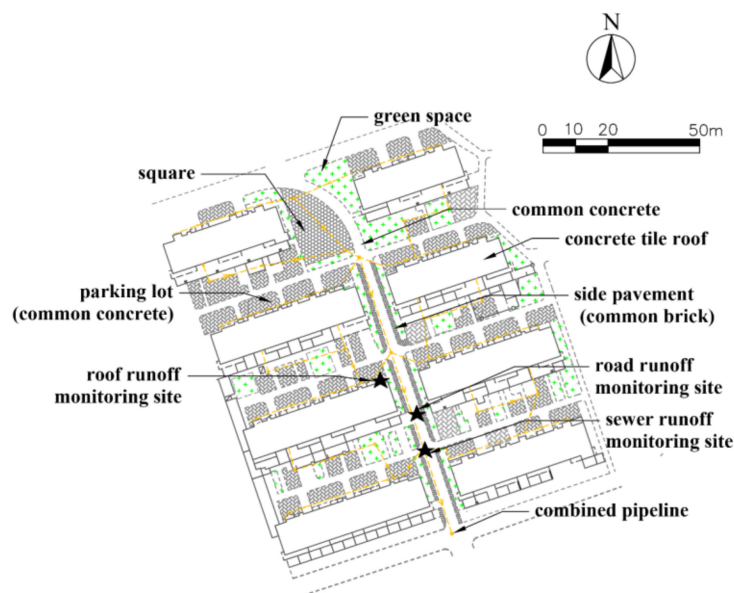 N
0 10 20 50m
green space
square
common concrete
concrete tile roof
parking lot
(common concrete)
side pavement
(common brick)
roof runoff
monitoring site
road runoff
monitoring site
sewer runoff
monitoring site
combined pipeline